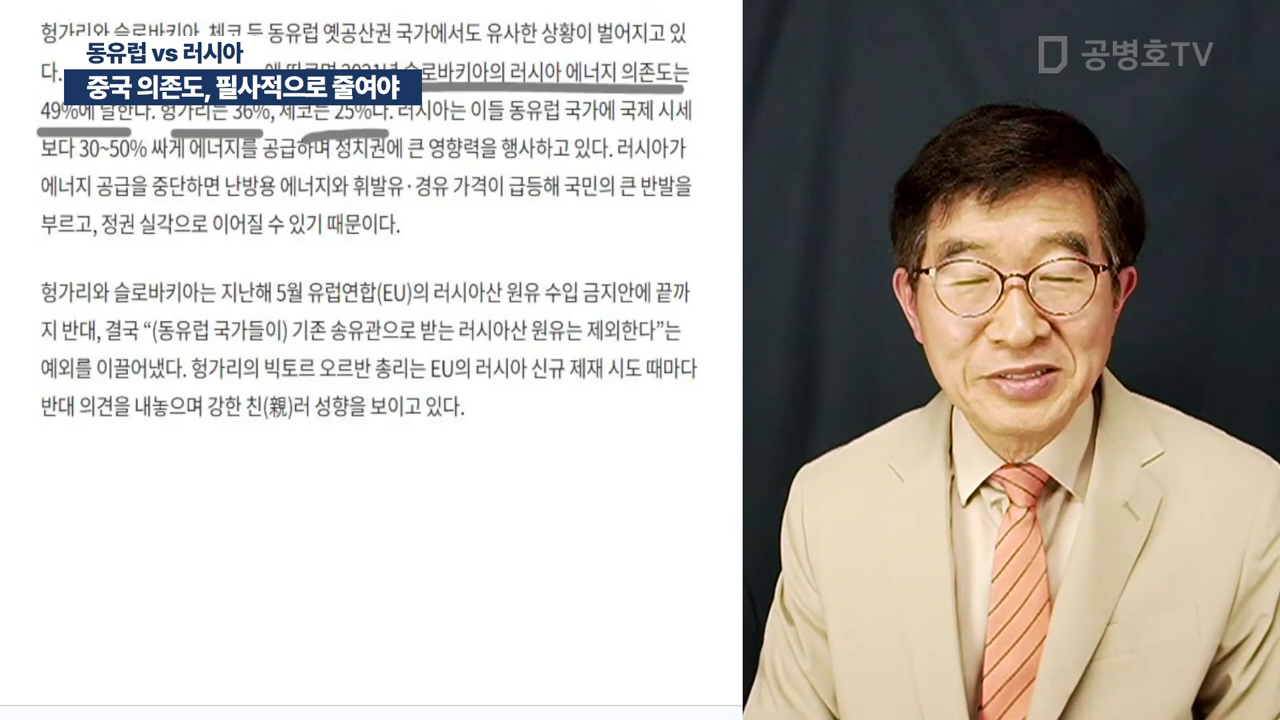 헝가리와 슬로바키아, 체코 등 동유럽 옛공산권 국가에서도 유사한 상황이 벌어지고 있
동유럽 vs 러시아
다. 에 따르면 2021년 슬로바키아의 러시아 에너지 의존도는
중국 의존도, 필사적으로 줄여야
49%에 달한다. 헝가리는 36%, 체코는 25%다. 러시아는 이들 동유럽 국가에 국제 시세
보다 30~50% 싸게 에너지를 공급하며 정치권에 큰 영향력을 행사하고 있다. 러시아가
에너지 공급을 중단하면 난방용 에너지와 휘발유·경유 가격이 급등해 국민의 큰 반발을
부르고, 정권 실각으로 이어질 수 있기 때문이다.
헝가리와 슬로바키아는 지난해 5월 유럽연합(EU)의 러시아산 원유 수입 금지안에 끝까
지 반대, 결국 “(동유럽 국가들이) 기존 송유관으로 받는 러시아산 원유는 제외한다”는
예외를 이끌어냈다. 헝가리의 빅토르 오르반 총리는 EU의 러시아 신규 제재 시도 때마다
반대 의견을 내놓으며 강한 친(親)러 성향을 보이고 있다.
공병호TV